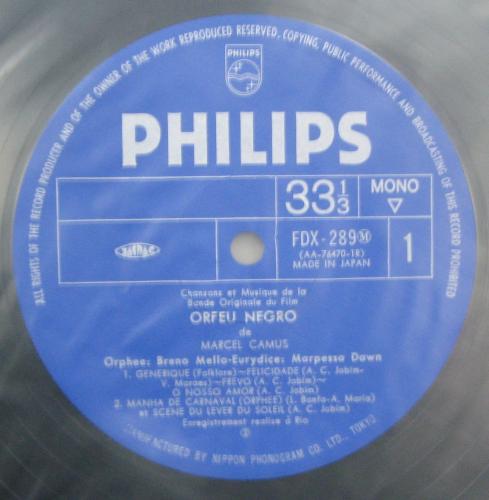 ALL RIGHTS OF THE RECORD PRODUCER AND OF THE OWNER OF THE WORK REPRODUCED RESERVED, COPYING, PUBLIC PERFORMANCE AND BROADCASTING OF THIS RECORD PROHIBITED
PHILIPS
PHILIPS
33 1/3
MONO
▽
FDX-289Ⓜ
(AA-76470-1R)
MADE IN JAPAN
1
Chansons et Musique de la
Bande Originale du Film
ORFEU NEGRO
de
MARCEL CAMUS
Orphee: Breno Mello-Eurydice: Marpessa Dawn
1. GENERIQUE (Folklore)~FELICIDADE (A. C. Jobim-
V. Moraes)~FREVO (A. C. Jobim)~
O NOSSO AMOR (A. C. Jobim)
2. MANHA DE CARNAVAL (ORPHEE) (L. Bonfa-A. Maria)
et SCENE DU LEVER DU SOLEIL (A. C. Jobim)
Enregistrement realise à Rio
MANUFACTURED BY NIPPON PHONOGRAM CO. LTD., TOKYO